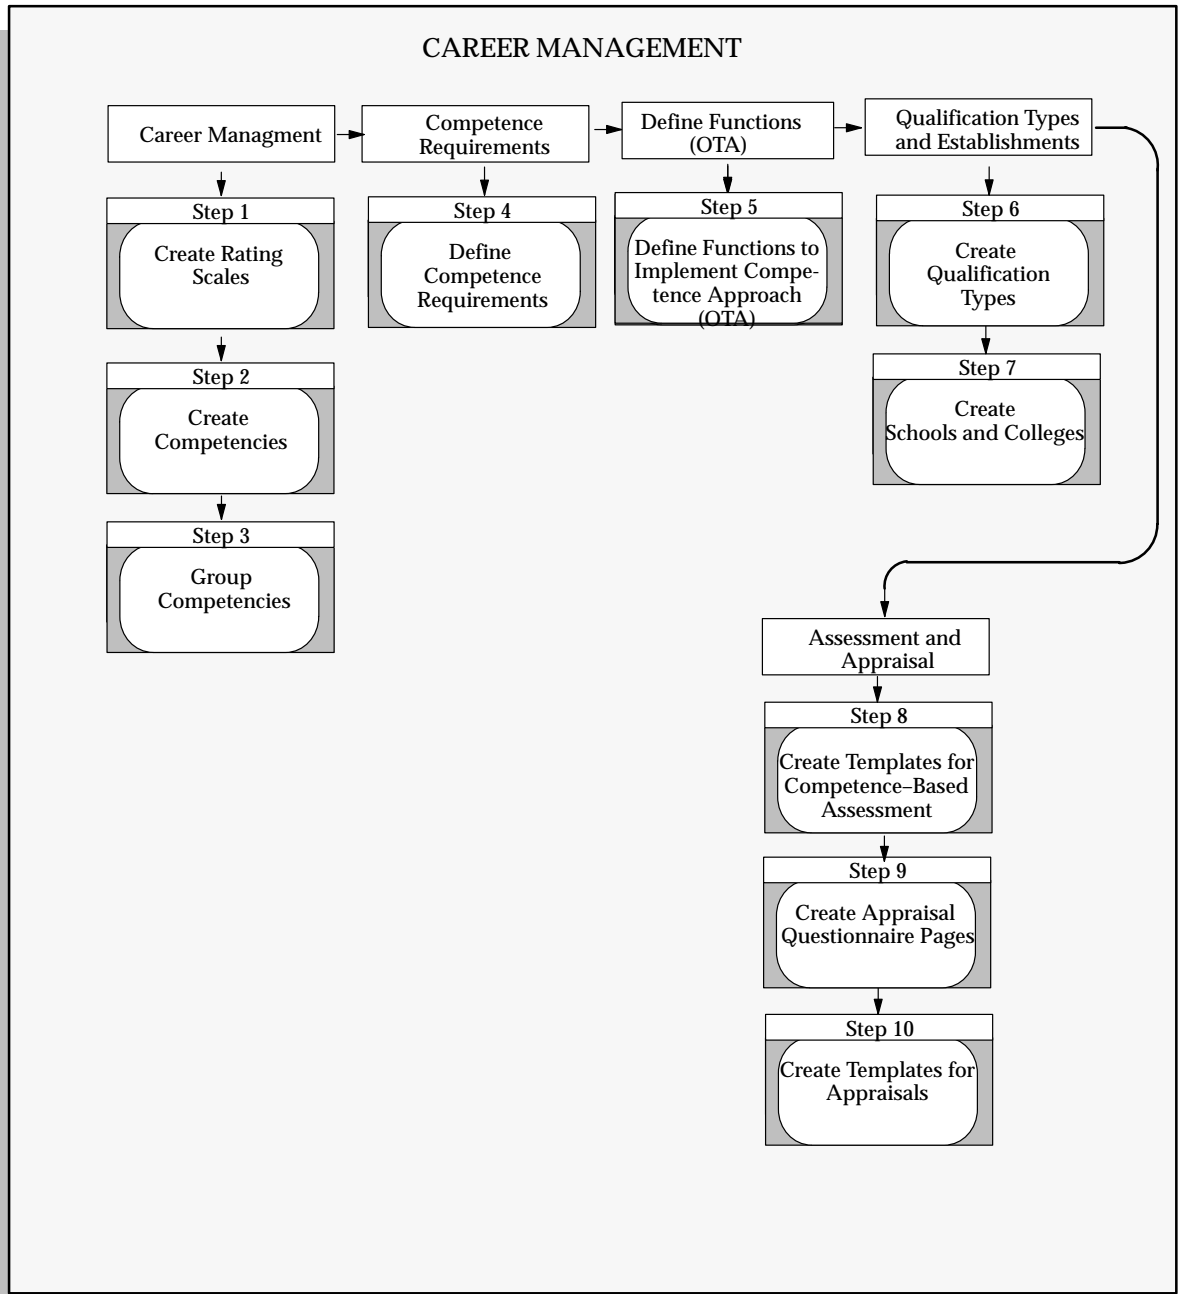 CAREER MANAGEMENT
Career Managment
Competence
Requirements
Define Functions
(OTA)
Qualification Types
and Establishments
Step 1
Create Rating
Scales
Step 2
Create
Competencies
Step 3
Group
Competencies
Step 4
Define
Competence
Requirements
Step 5
Define Functions to
Implement Compe-
tence Approach
(OTA)
Step 6
Create
Qualification
Types
Step 7
Create
Schools and Colleges
Assessment and
Appraisal
Step 8
Create Templates for
Competence–Based
Assessment
Step 9
Create Appraisal
Questionnaire Pages
Step 10
Create Templates for
Appraisals